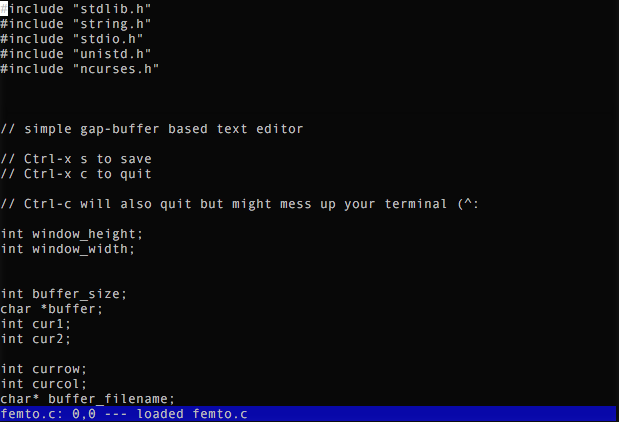 #include "stdlib.h"
#include "string.h"
#include "stdio.h"
#include "unistd.h"
#include "ncurses.h"
// simple gap-buffer based text editor
// Ctrl-x s to save
// Ctrl-x c to quit
// Ctrl-c will also quit but might mess up your terminal (^:
int window_height;
int window_width;
int buffer_size;
char *buffer;
int cur1;
int cur2;
int currow;
int curcol;
char* buffer_filename;
femto.c: 0,0 --- loaded femto.c